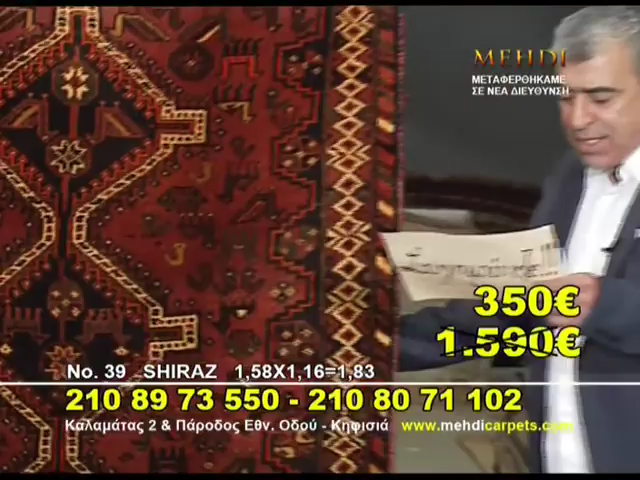 MEHDI
ΜΕΤΑΦΕΡΘΗΚΑΜΕ
ΣΕ ΝΕΑ ΔΙΕΥΘΥΝΣΗ
350€
1.590€
No. 39 SHIRAZ 1,58X1,16=1,83
210 89 73 550 - 210 80 71 102
Καλαμάτας 2 & Πάροδος Εθν. Οδού - Κηφισιά www.mehdicarpets.com